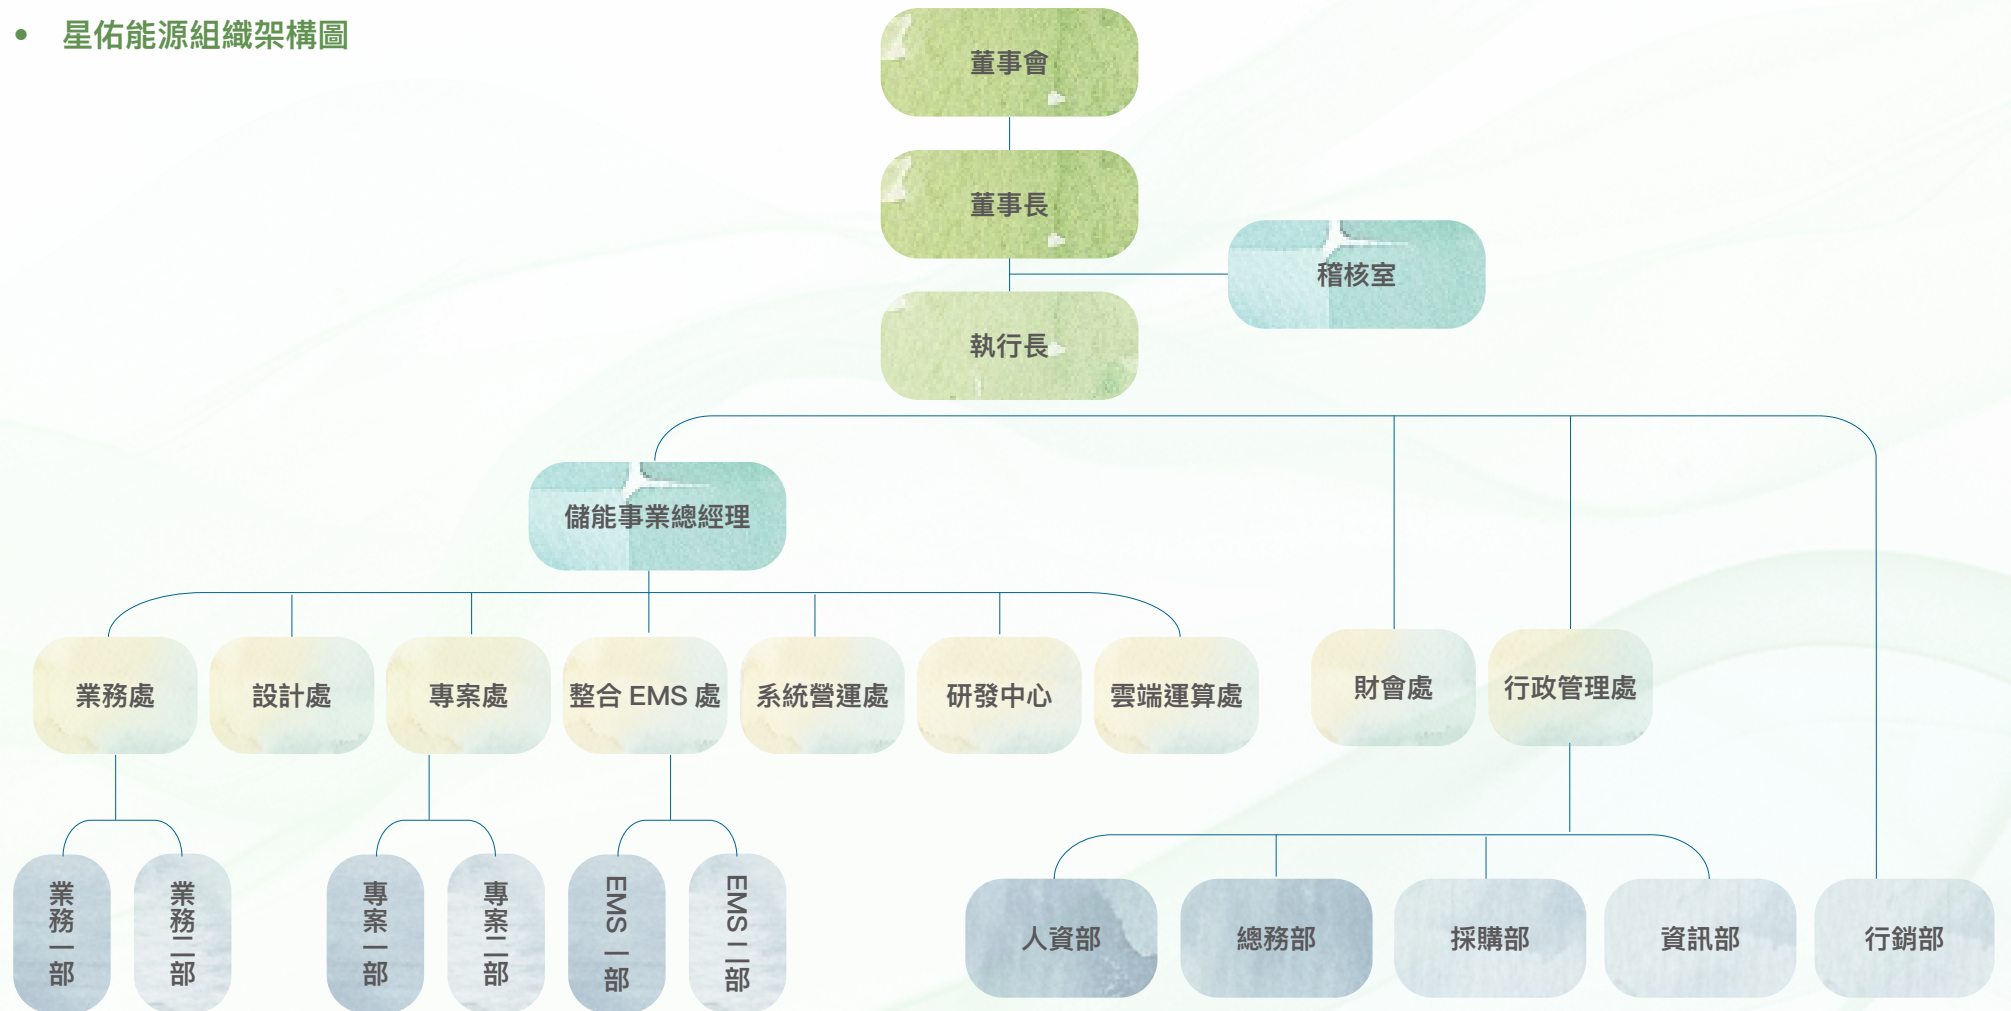 • 星佑能源組織架構圖
董事會
董事長
稽核室
執行長
儲能事業總經理
業務處
設計處
專案處
整合 EMS 處
系統營運處
研發中心
雲端運算處
財會處
行政管理處
業務一部
業務二部
專案一部
專案二部
EMS 一部
EMS 二部
人資部
總務部
採購部
資訊部
行銷部